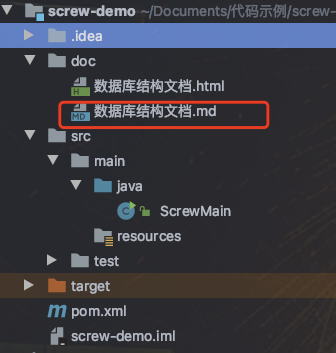 screw-demo ~/Documents/代码示例/screw-
.idea
doc
数据库结构文档.html
数据库结构文档.md
src
main
java
ScrewMain
resources
test
target
pom.xml
screw-demo.iml